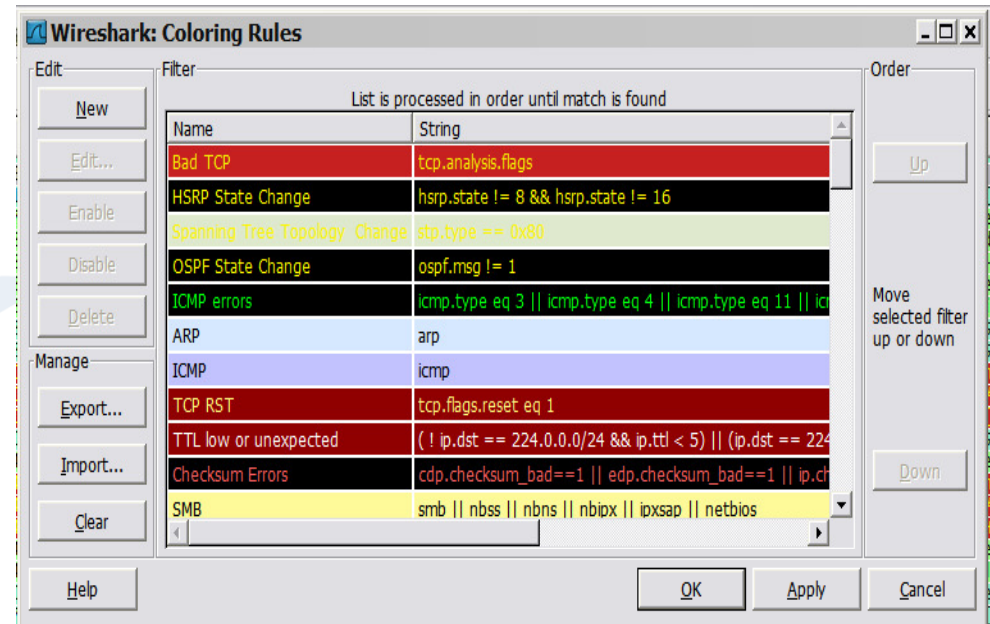 Wireshark: Coloring Rules
Edit
New
Edit...
Enable
Disable
Delete
Manage
Export...
Import...
Clear
Filter
List is processed in order until match is found
Name String
Bad TCP tcp.analysis.flags
HSRP State Change hsrp.state != 8 && hsrp.state != 16
Spanning Tree Topology Change stp.type == 0x80
OSPF State Change ospf.msg != 1
ICMP errors icmp.type eq 3 || icmp.type eq 4 || icmp.type eq 11 || icr
ARP arp
ICMP icmp
TCP RST tcp.flags.reset eq 1
TTL low or unexpected ( ! ip.dst == 224.0.0.0/24 && ip.ttl < 5) || (ip.dst == 224
Checksum Errors cdp.checksum_bad==1 || edp.checksum_bad==1 || ip.ch
SMB smb || nbss || nbns || nbipx || ipxsap || netbios
Order
Up
Move
selected filter
up or down
Down
Help
OK
Apply
Cancel